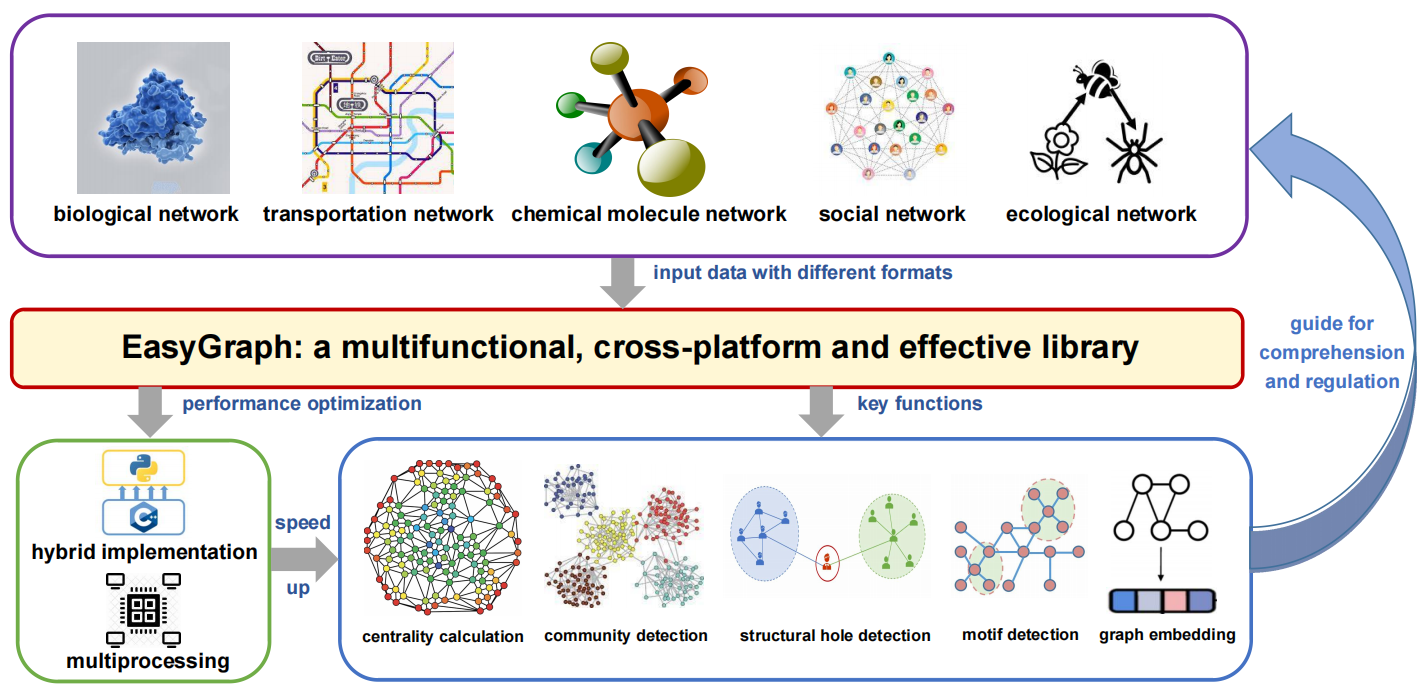 biological network
transportation network
chemical molecule network
social network
ecological network
input data with different formats
EasyGraph: a multifunctional, cross-platform and effective library
guide for
comprehension
and regulation
performance optimization
key functions
hybrid implementation
multiprocessing
speed
up
centrality calculation
community detection
structural hole detection
motif detection
graph embedding